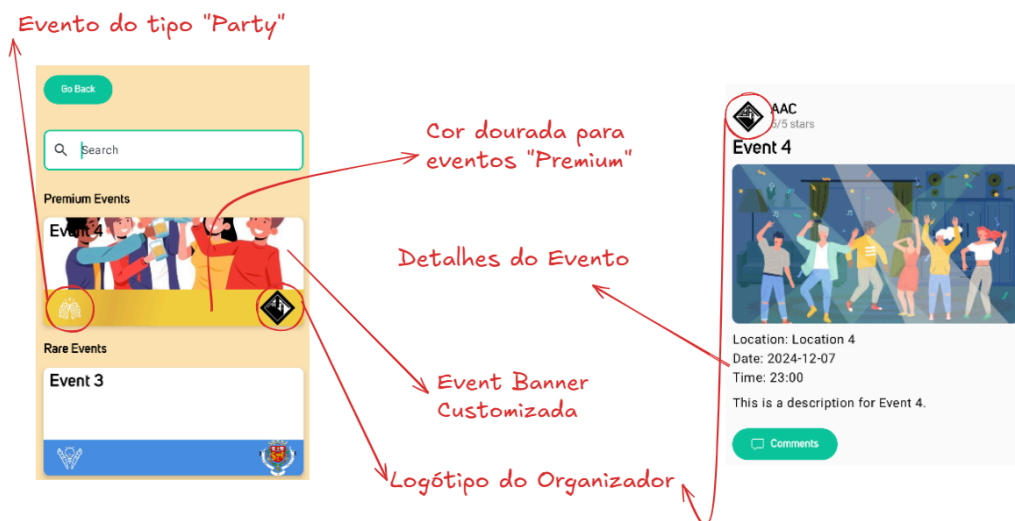 Evento do tipo "Party"
Go Back
Search
Premium Events
Event 4
Rare Events
Event 3
Cor dourada para
eventos "Premium"
Detalhes do Evento
Event Banner
Customizada
Logótipo do Organizador
AAC
5/5 stars
Event 4
Location: Location 4
Date: 2024-12-07
Time: 23:00
This is a description for Event 4.
Comments